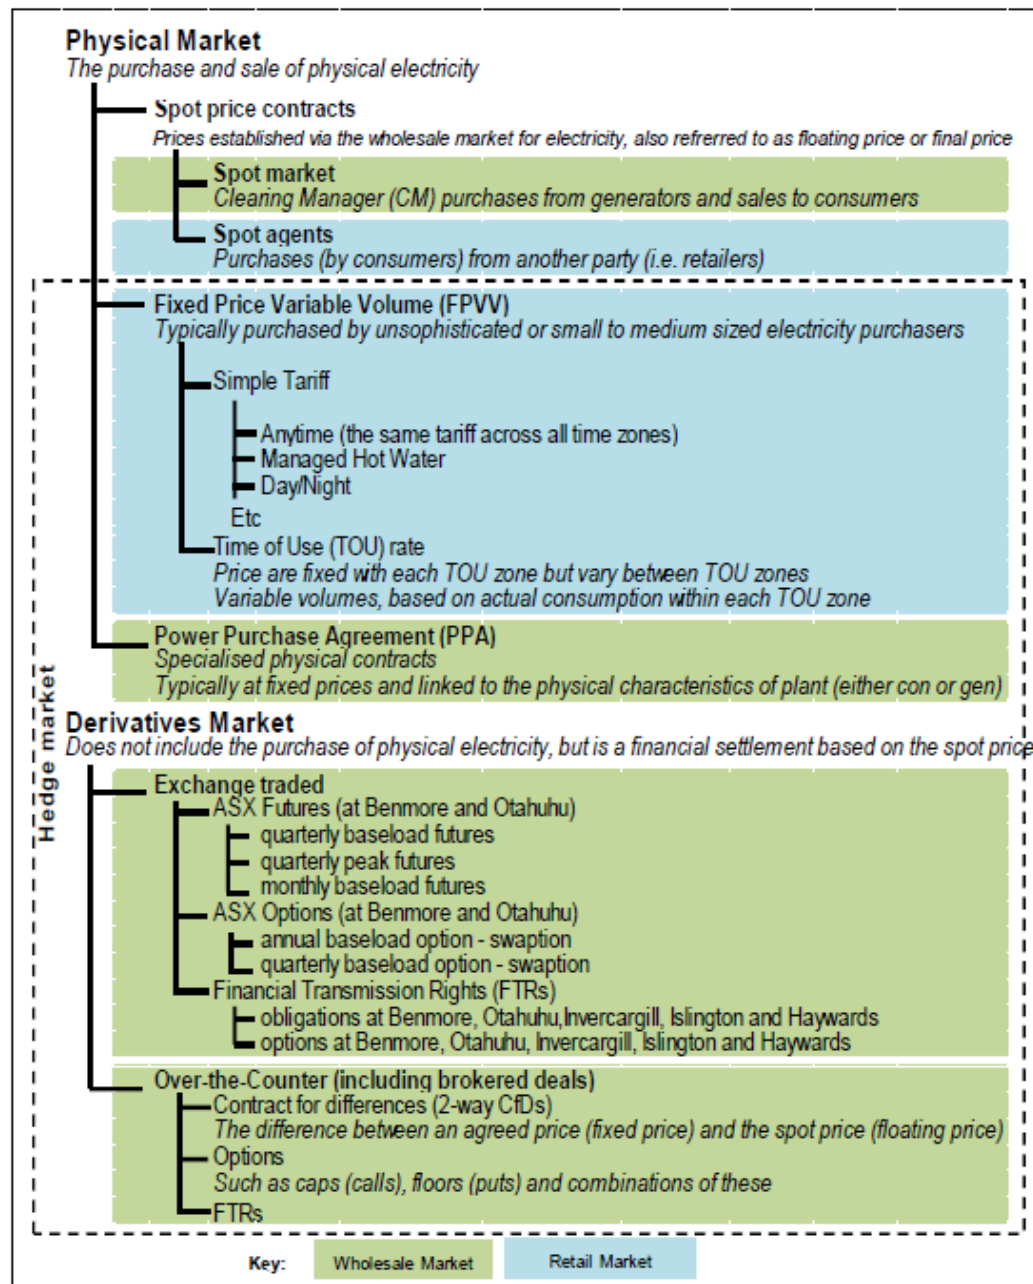 Physical Market
The purchase and sale of physical electricity
Spot price contracts
Prices established via the wholesale market for electricity, also refrerred to as floating price or final price
Spot market
Clearing Manager (CM) purchases from generators and sales to consumers
Spot agents
Purchases (by consumers) from another party (i.e. retailers)
Fixed Price Variable Volume (FPVV)
Typically purchased by unsophisticated or small to medium sized electricity purchasers
Simple Tariff
Anytime (the same tariff across all time zones)
Managed Hot Water
Day/Night
Etc
Time of Use (TOU) rate
Price are fixed with each TOU zone but vary between TOU zones
Variable volumes, based on actual consumption within each TOU zone
Power Purchase Agreement (PPA)
Specialised physical contracts
Typically at fixed prices and linked to the physical characteristics of plant (either con or gen)
Hedge market
Derivatives Market
Does not include the purchase of physical electricity, but is a financial settlement based on the spot price
Exchange traded
ASX Futures (at Benmore and Otahuhu)
quarterly baseload futures
quarterly peak futures
monthly baseload futures
ASX Options (at Benmore and Otahuhu)
annual baseload option - swaption
quarterly baseload option - swaption
Financial Transmission Rights (FTRs)
obligations at Benmore, Otahuhu,Invercargill, Islington and Haywards
options at Benmore, Otahuhu, Invercargill, Islington and Haywards
Over-the-Counter (including brokered deals)
Contract for differences (2-way CfDs)
The difference between an agreed price (fixed price) and the spot price (floating price)
Options
Such as caps (calls), floors (puts) and combinations of these
FTRs
Key: Wholesale Market Retail Market